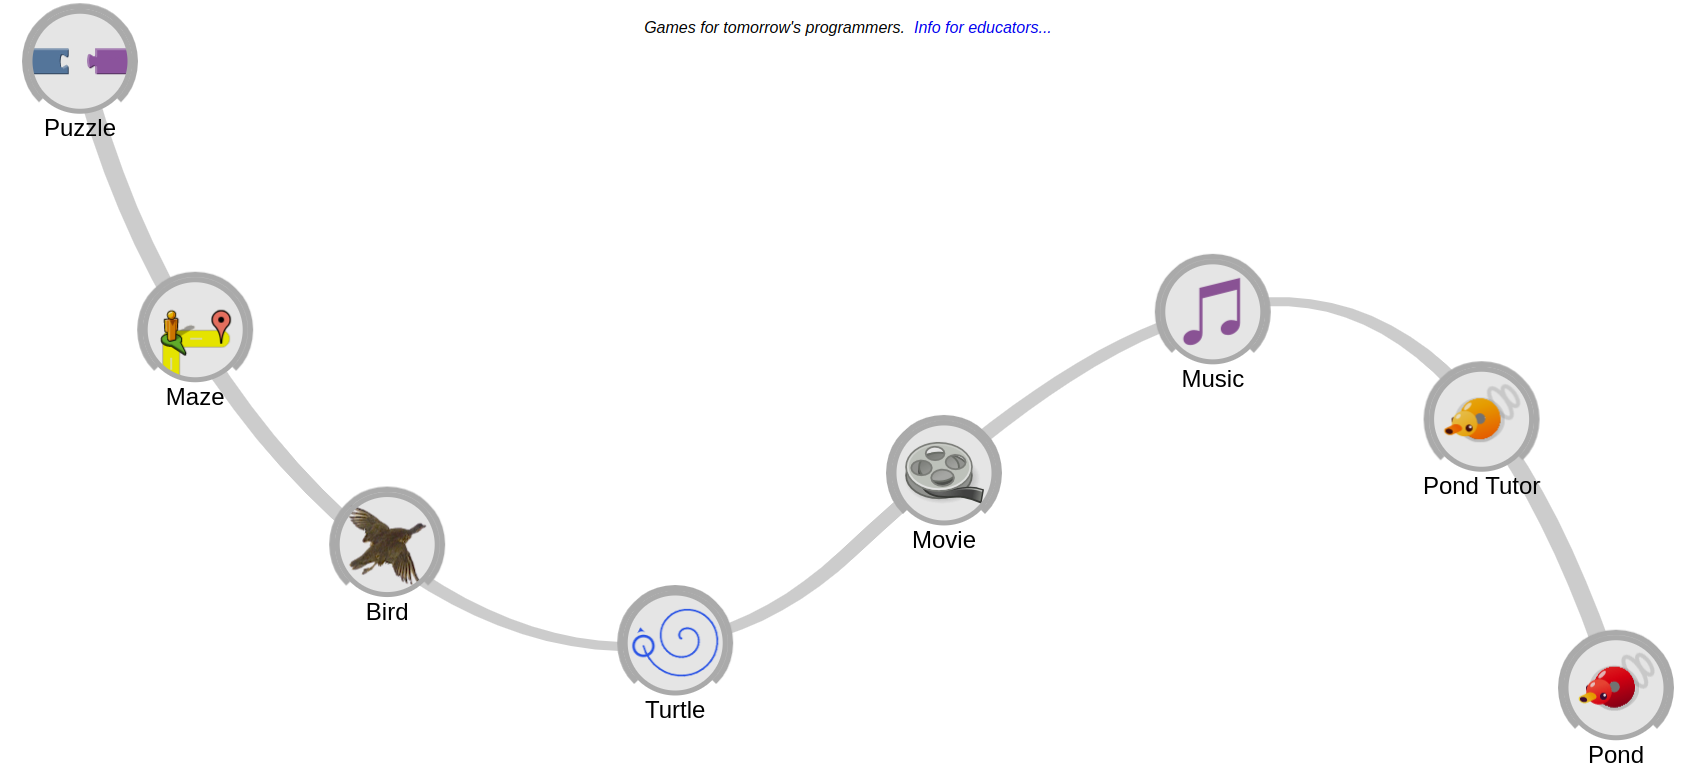 Games for tomorrow's programmers. Info for educators...
Puzzle
Maze
Bird
Turtle
Movie
Music
Pond Tutor
Pond